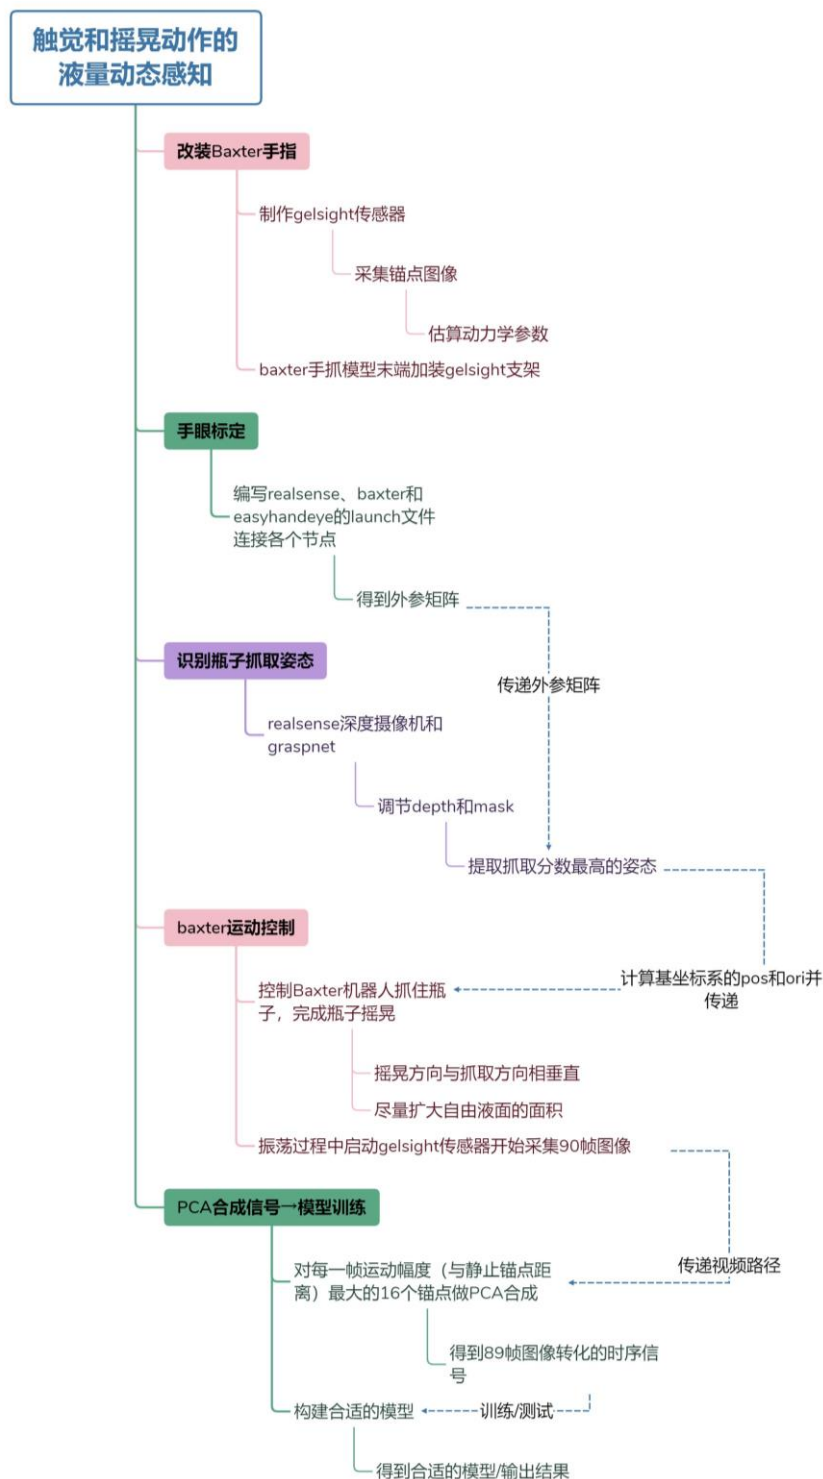 触觉和摇晃动作的
液量动态感知
改装Baxter手指
制作gelsight传感器
采集锚点图像
估算动力学参数
baxter手抓模型末端加装gelsight支架
手眼标定
编写realsense、baxter和
easyhandeye的launch文件
连接各个节点
得到外参矩阵
识别瓶子抓取姿态
传递外参矩阵
realsense深度摄像机和
graspnet
调节depth和mask
提取抓取分数最高的姿态
baxter运动控制
计算基坐标系的pos和ori并
传递
控制Baxter机器人抓住瓶
子，完成瓶子摇晃
摇晃方向与抓取方向相垂直
尽量扩大自由液面的面积
振荡过程中启动gelsight传感器开始采集90帧图像
PCA合成信号→模型训练
传递视频路径
对每一帧运动幅度（与静止锚点距
离）最大的16个锚点做PCA合成
得到89帧图像转化的时序信
号
构建合适的模型
训练/测试
得到合适的模型/输出结果